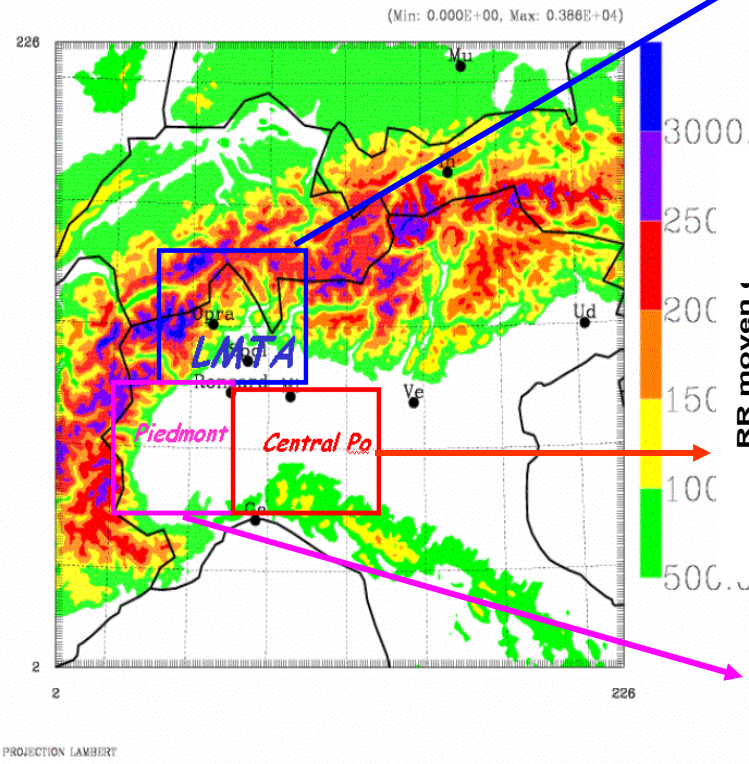 (Min: 0.000E+00, Max: 0.386E+04)
226
Mu
3000.
In
250
200
Opra
Ud
LMTA
150
Ve
Piedmont
Central Po
RR moyen
100
Ge
500.
2
2
226
PROJECTION LAMBERT